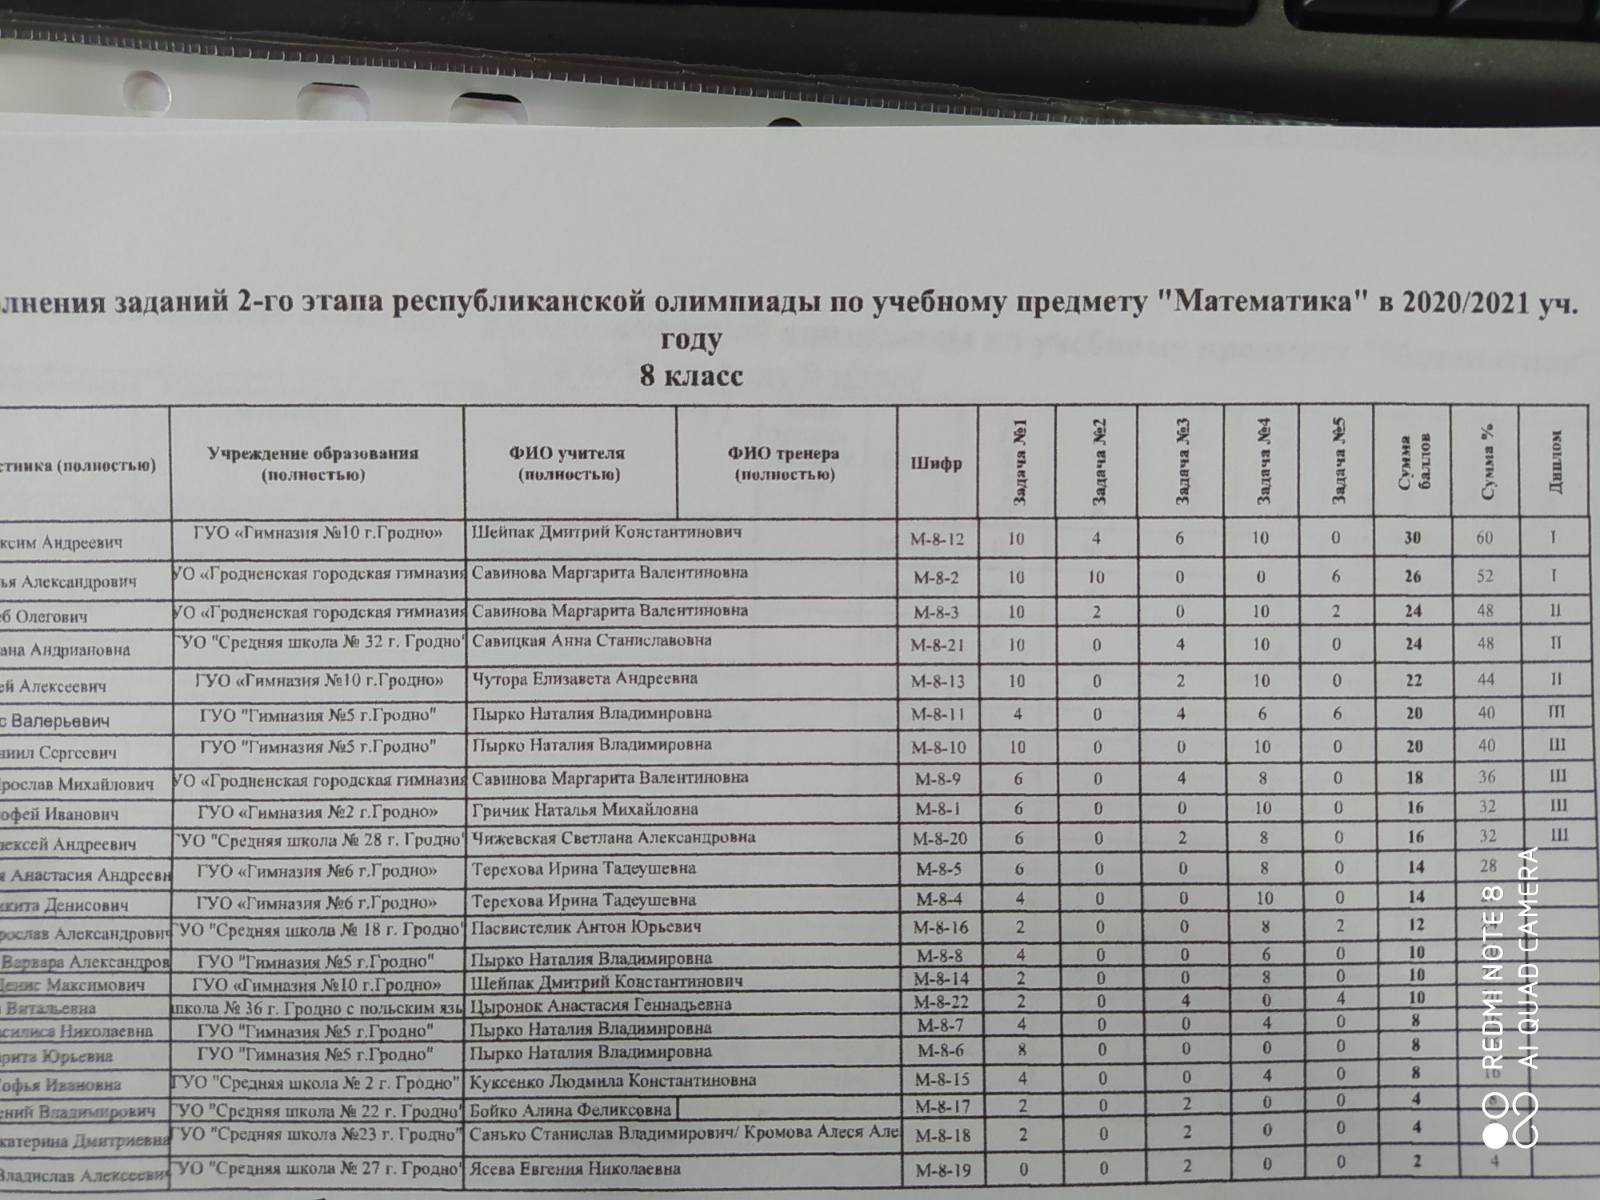 лнения заданий 2-го этапа республиканской олимпиады по учебному предмету "Математика" в 2020/2021 уч.
году
8 класс
стника (полностью) Учреждение образования (полностью) ФИО учителя (полностью) ФИО тренера (полностью) Шифр Задача №1 Задача №2 Задача №3 Задача №4 Задача №5 Сумма баллов Сумма % Диплом
ксим Андреевич ГУО «Гимназия №10 г.Гродно» Шейпак Дмитрий Константинович М-8-12 10 4 6 10 0 30 60 I
ья Александрович УО «Гродненская городская гимназия Савинова Маргарита Валентиновна М-8-2 10 10 0 0 6 26 52 I
еб Олегович УО «Гродненская городская гимназия Савинова Маргарита Валентиновна М-8-3 10 2 0 10 2 24 48 II
ана Андриановна ГУО "Средняя школа № 32 г. Гродно" Савицкая Анна Станиславовна М-8-21 10 0 4 10 0 24 48 II
ей Алексеевич ГУО «Гимназия №10 г.Гродно» Чутора Елизавета Андреевна М-8-13 10 0 2 10 0 22 44 II
с Валерьевич ГУО "Гимназия №5 г.Гродно" Пырко Наталия Владимировна М-8-11 4 0 4 6 6 20 40 III
ниил Сергеевич ГУО "Гимназия №5 г.Гродно" Пырко Наталия Владимировна М-8-10 10 0 0 10 0 20 40 III
рослав Михайлович УО «Гродненская городская гимназия Савинова Маргарита Валентиновна М-8-9 6 0 4 8 0 18 36 III
офей Иванович ГУО «Гимназия №2 г.Гродно» Гричик Наталья Михайловна М-8-1 6 0 0 10 0 16 32 III
лексей Андреевич ГУО "Средняя школа № 28 г. Гродно" Чижевская Светлана Александровна М-8-20 6 0 2 8 0 16 32 III
я Анастасия Андреевн ГУО «Гимназия №6 г.Гродно» Терехова Ирина Тадеушевна М-8-5 6 0 0 8 0 14 28
икита Денисович ГУО «Гимназия №6 г.Гродно» Терехова Ирина Тадеушевна М-8-4 4 0 0 10 0 14
рослав Александрович ГУО "Средняя школа № 18 г. Гродно" Пасвистелик Антон Юрьевич М-8-16 2 0 0 8 2 12
Варвара Александров ГУО "Гимназия №5 г.Гродно" Пырко Наталия Владимировна М-8-8 4 0 0 6 0 10
Денис Максимович ГУО «Гимназия №10 г.Гродно» Шейпак Дмитрий Константинович М-8-14 2 0 0 8 0 10
Витальевна школа № 36 г. Гродно с польским язы Цыронок Анастасия Геннадьевна М-8-22 2 0 4 0 4 10
асилиса Николаевна ГУО "Гимназия №5 г.Гродно" Пырко Наталия Владимировна М-8-7 4 0 0 4 0 8
арита Юрьевна ГУО "Гимназия №5 г.Гродно" Пырко Наталия Владимировна М-8-6 8 0 0 0 0 8
офья Ивановна ГУО "Средняя школа № 2 г. Гродно" Куксенко Людмила Константиновна М-8-15 4 0 0 4 0 8 16
ений Владимирович ГУО "Средняя школа № 22 г. Гродно" Бойко Алина Феликсовна М-8-17 2 0 2 0 0 4
катерина Дмитриевна ГУО "Средняя школа №23 г. Гродно" Санько Станислав Владимирович/ Кромова Алеся Але М-8-18 2 0 2 0 0 4
Владислав Алексеевич ГУО "Средняя школа № 27 г. Гродно" Ясева Евгения Николаевна М-8-19 0 0 2 0 0 2 4
REDMI NOTE 8
AI QUAD CAMERA